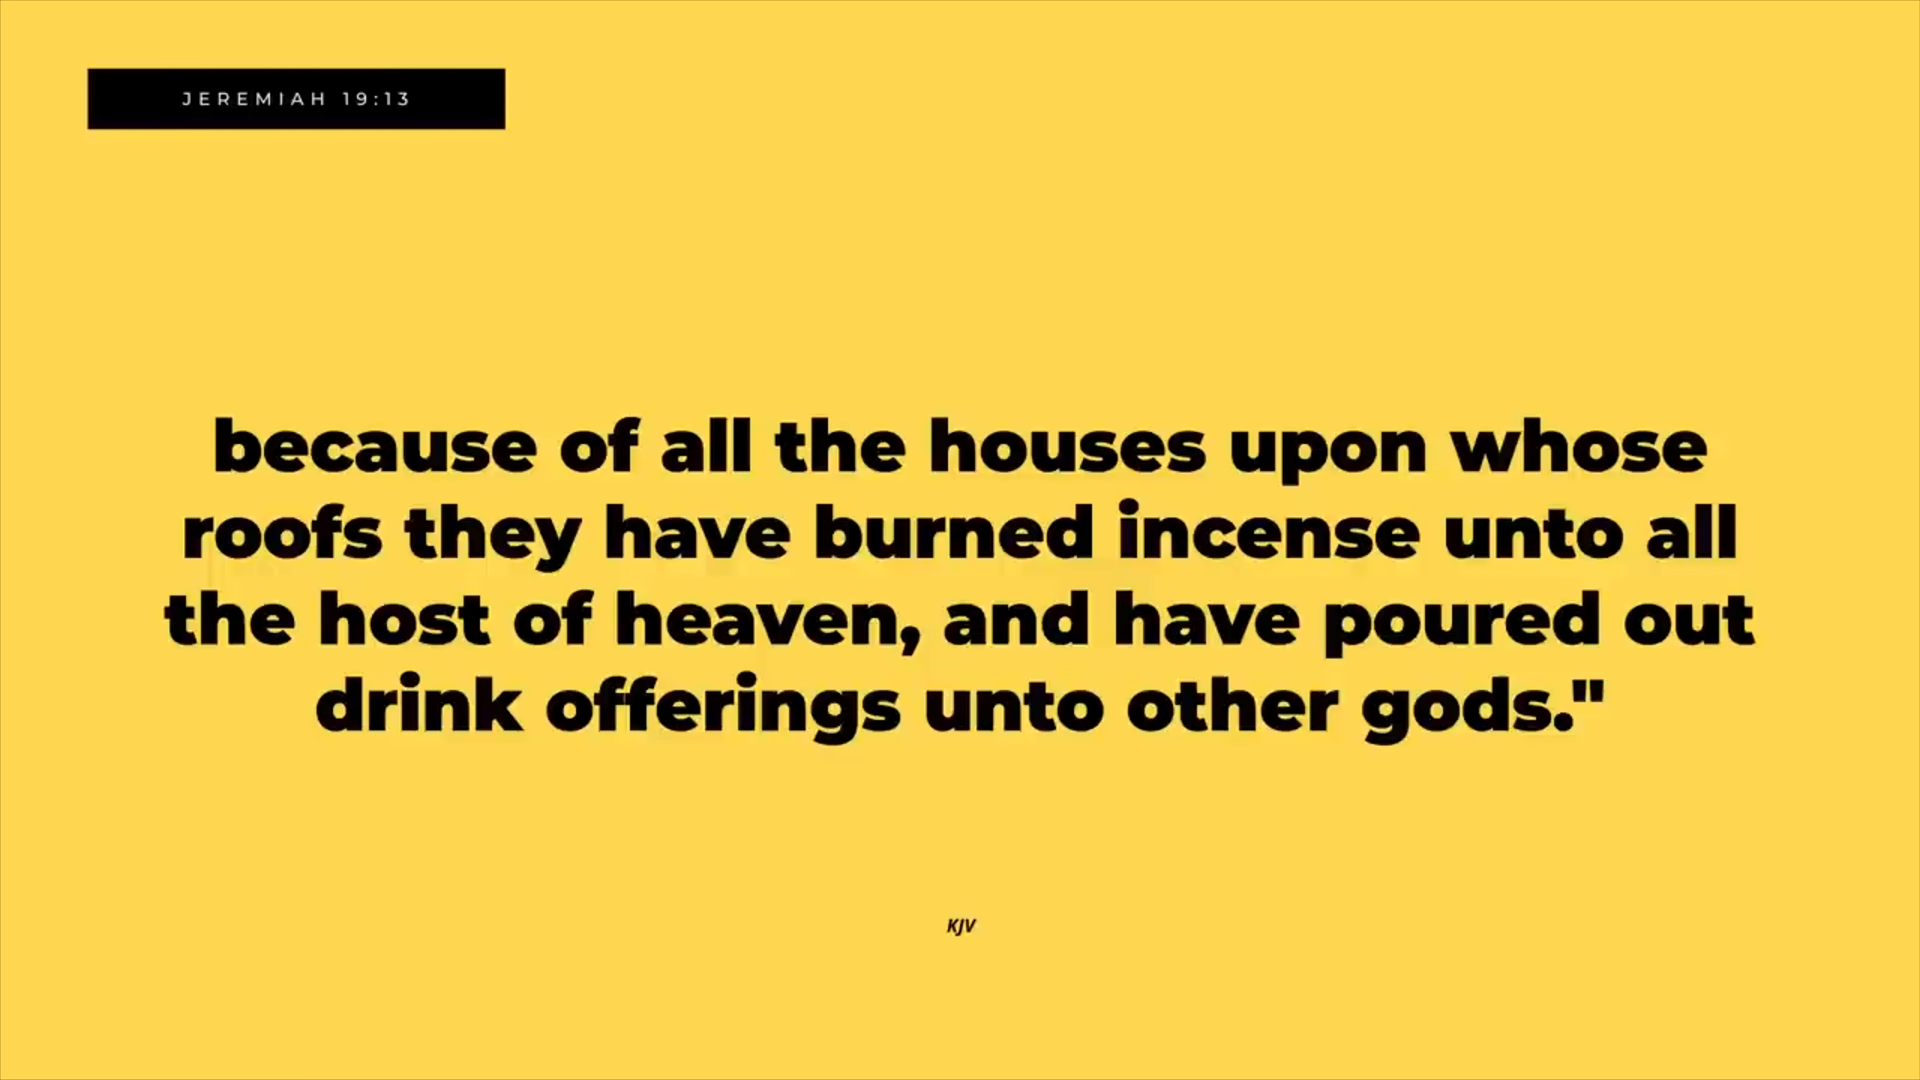 JEREMIAH 19:13
because of all the houses upon whose
roofs they have burned incense unto all
the host of heaven, and have poured out
drink offerings unto other gods."
KJV